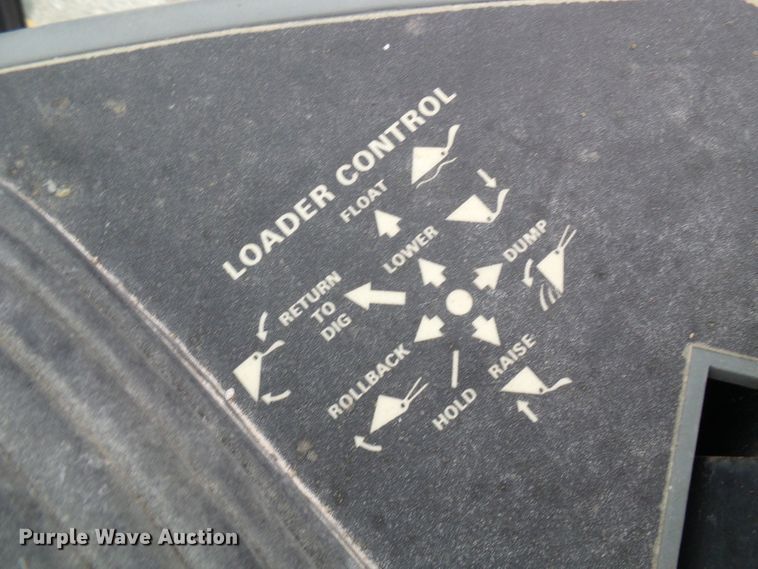 LOADER CONTROL
FLOAT
LOWER
DUMP
RETURN
TO
DIG
ROLLBACK
HOLD
RAISE
Purple Wave Auction